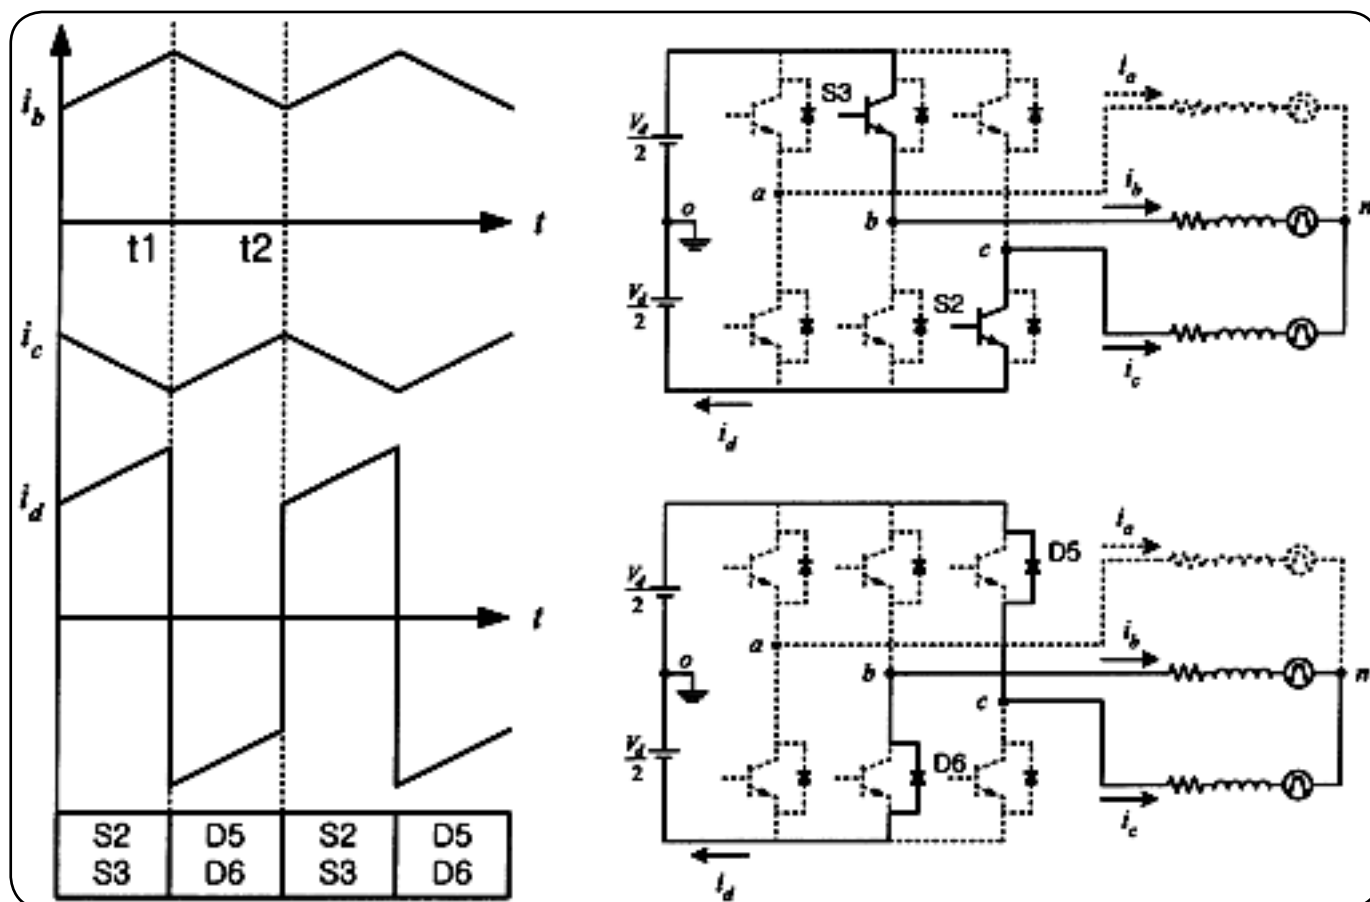 i_b
t
t1 t2
i_c
i_d
t
S2 D5 S2 D5
S3 D6 S3 D6
S3
V_d/2
a
o
b
c
V_d/2
S2
i_a
i_b
n
i_c
i_d
D5
V_d/2
a
o
b
c
V_d/2
D6
i_a
i_b
n
i_c
i_d